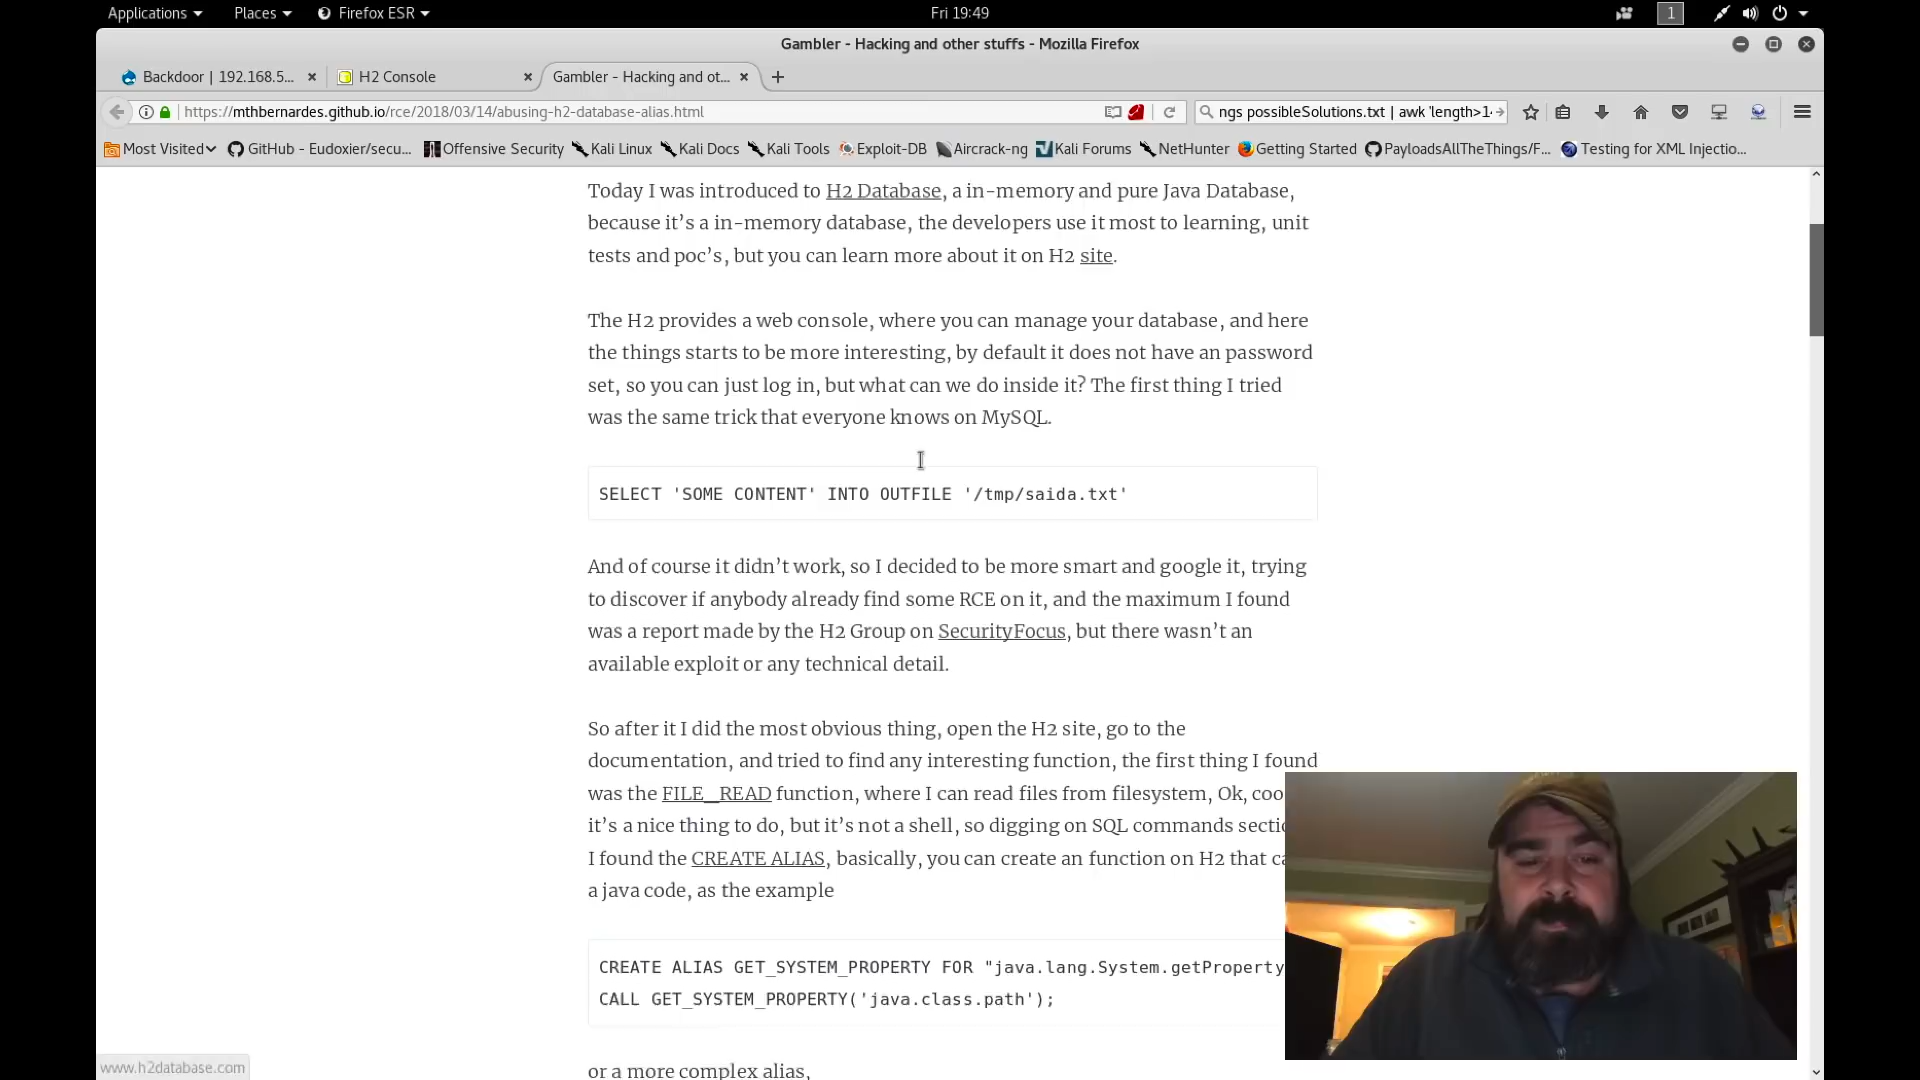 Applications Places Firefox ESR Fri 19:49 1
Gambler - Hacking and other stuffs - Mozilla Firefox
Backdoor | 192.168.5... H2 Console Gambler - Hacking and ot...
https://mthbernardes.github.io/rce/2018/03/14/abusing-h2-database-alias.html ngs possibleSolutions.txt | awk 'length>1
Most Visited GitHub - Eudoxier/secu... Offensive Security Kali Linux Kali Docs Kali Tools Exploit-DB Aircrack-ng Kali Forums NetHunter Getting Started PayloadsAllTheThings/F... Testing for XML Injectio...
Today I was introduced to H2 Database, a in-memory and pure Java Database,
because it's a in-memory database, the developers use it most to learning, unit
tests and poc's, but you can learn more about it on H2 site.
The H2 provides a web console, where you can manage your database, and here
the things starts to be more interesting, by default it does not have an password
set, so you can just log in, but what can we do inside it? The first thing I tried
was the same trick that everyone knows on MySQL.
SELECT 'SOME CONTENT' INTO OUTFILE '/tmp/saida.txt'
And of course it didn't work, so I decided to be more smart and google it, trying
to discover if anybody already find some RCE on it, and the maximum I found
was a report made by the H2 Group on SecurityFocus, but there wasn't an
available exploit or any technical detail.
So after it I did the most obvious thing, open the H2 site, go to the
documentation, and tried to find any interesting function, the first thing I found
was the FILE_READ function, where I can read files from filesystem, Ok, coo
it's a nice thing to do, but it's not a shell, so digging on SQL commands secti
I found the CREATE ALIAS, basically, you can create an function on H2 that ca
a java code, as the example
CREATE ALIAS GET_SYSTEM_PROPERTY FOR "java.lang.System.getProperty
CALL GET_SYSTEM_PROPERTY('java.class.path');
or a more complex alias,
www.h2database.com